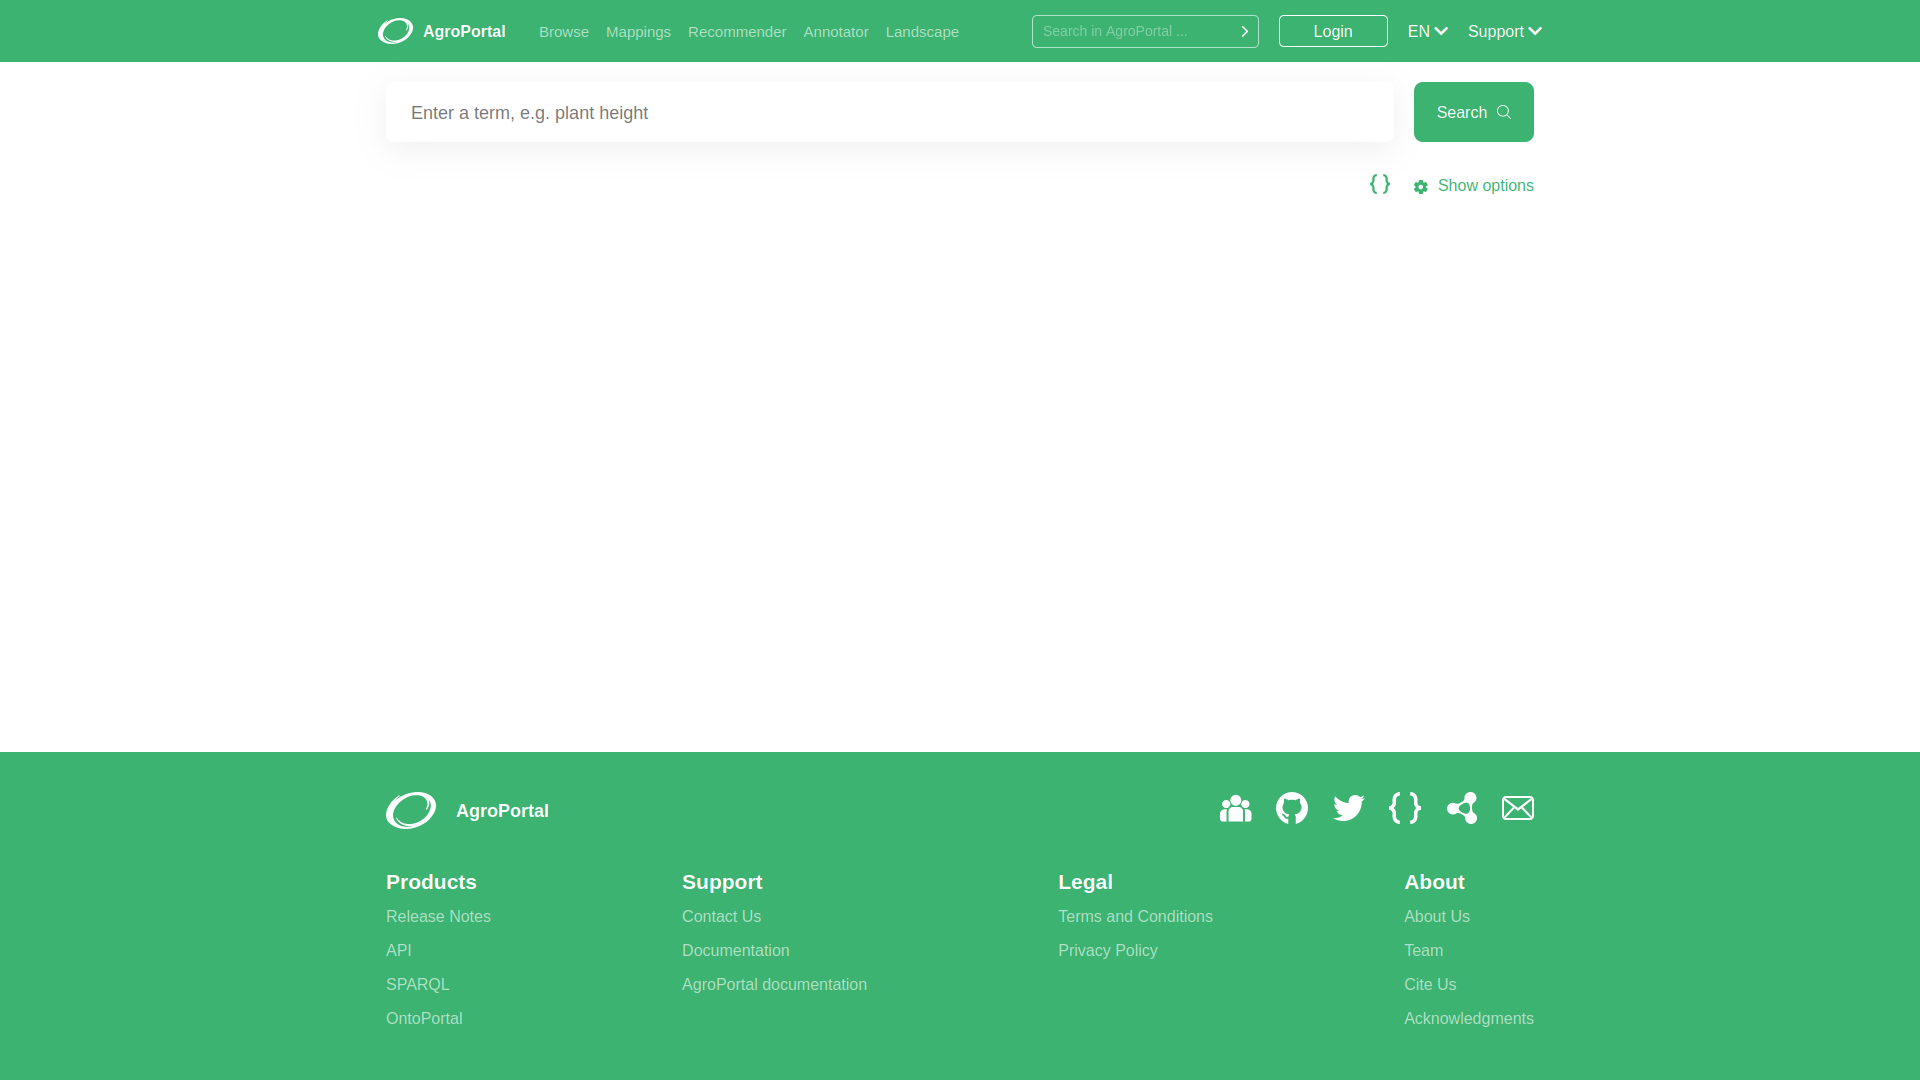 AgroPortal
Browse Mappings Recommender Annotator Landscape
Search in AgroPortal ...
Login
EN
Support
Enter a term, e.g. plant height
Search
Show options
AgroPortal
Products
Release Notes
API
SPARQL
OntoPortal
Support
Contact Us
Documentation
AgroPortal documentation
Legal
Terms and Conditions
Privacy Policy
About
About Us
Team
Cite Us
Acknowledgments